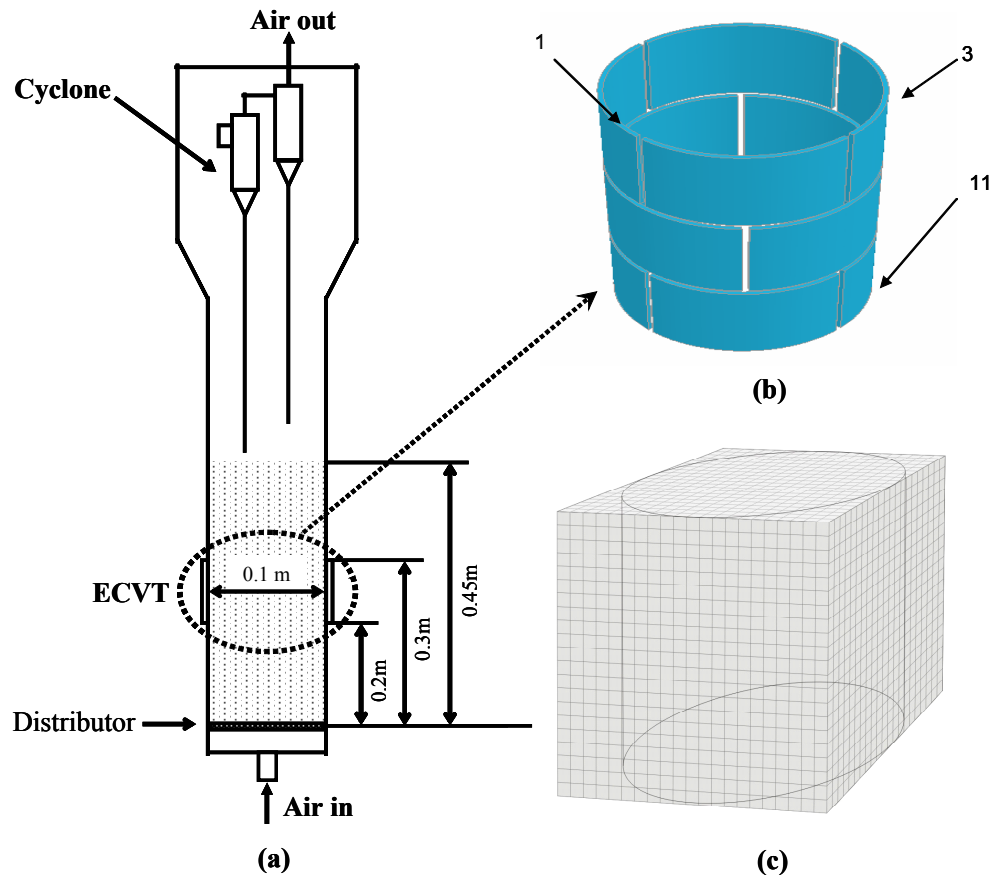 Air out
Cyclone
ECVT
0.1 m
0.45m
0.3m
0.2m
Distributor
Air in
(a)
1
3
11
(b)
(c)